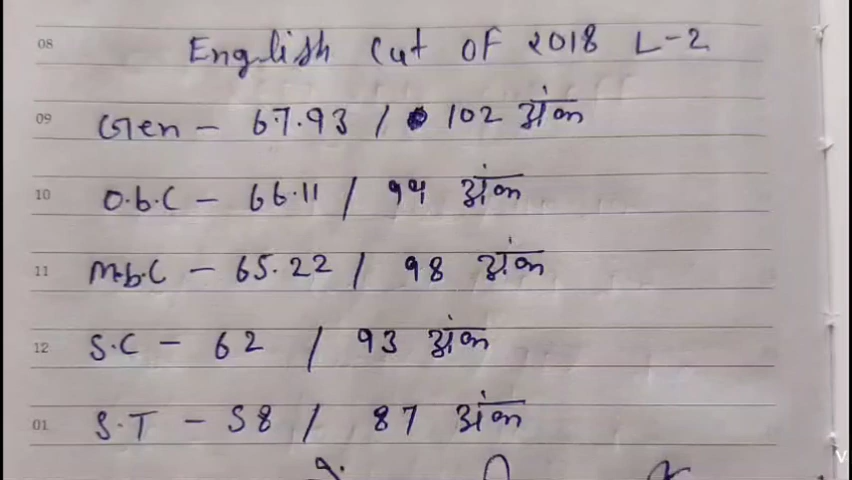 08 English Cut OF 2018 L-2
09 Gen - 67.93 / 102 अंक
10 O.b.C - 66.11 / 99 अंक
11 M.b.C - 65.22 / 98 अंक
12 S.C - 62 / 93 अंक
01 S.T - 58 / 87 अंक